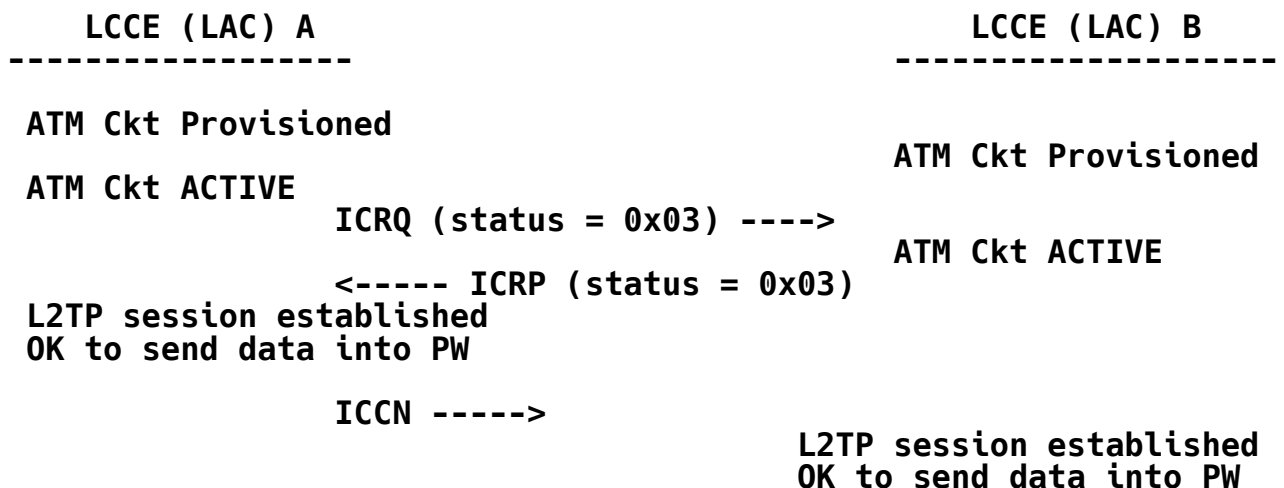 LCCE (LAC) A                                  LCCE (LAC) B
------------------                            --------------------
ATM Ckt Provisioned
ATM Ckt Provisioned
ATM Ckt ACTIVE
ICRQ (status = 0x03) ---->
ATM Ckt ACTIVE
<----- ICRP (status = 0x03)
L2TP session established
OK to send data into PW
ICCN ----->
L2TP session established
OK to send data into PW